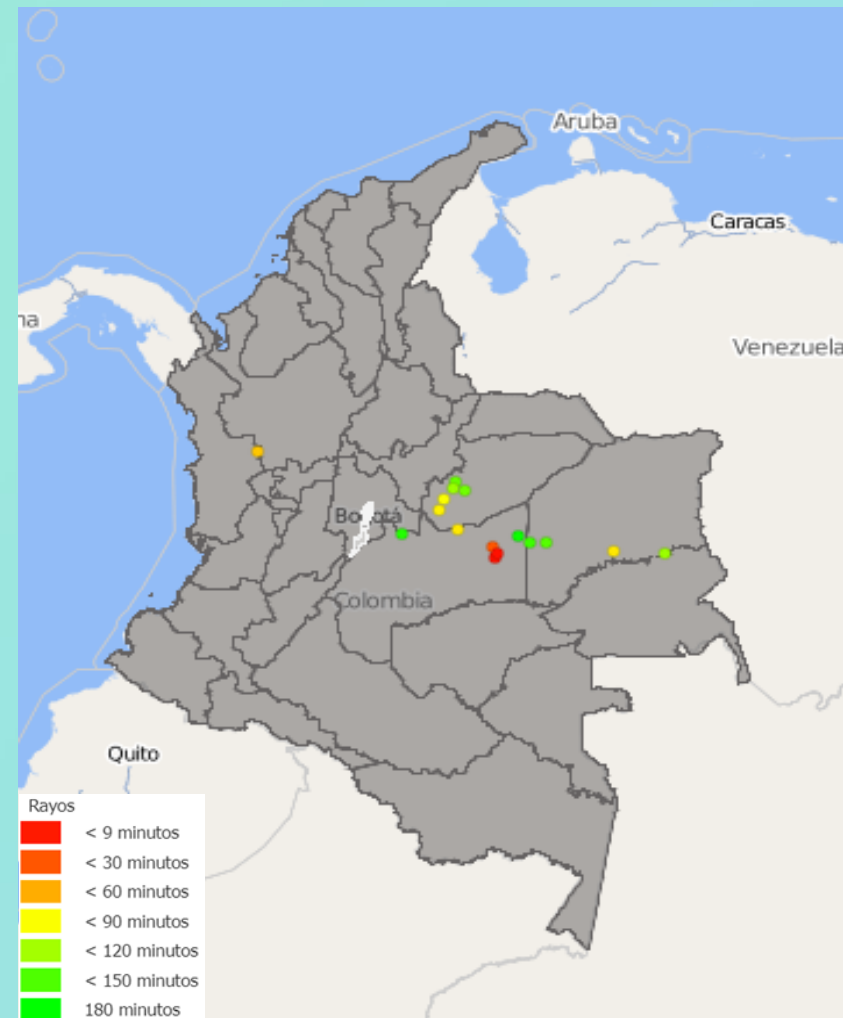 Aruba
Caracas
na
Venezuela
Bogotá
Colombia
Quito
Rayos
< 9 minutos
< 30 minutos
< 60 minutos
< 90 minutos
< 120 minutos
< 150 minutos
180 minutos